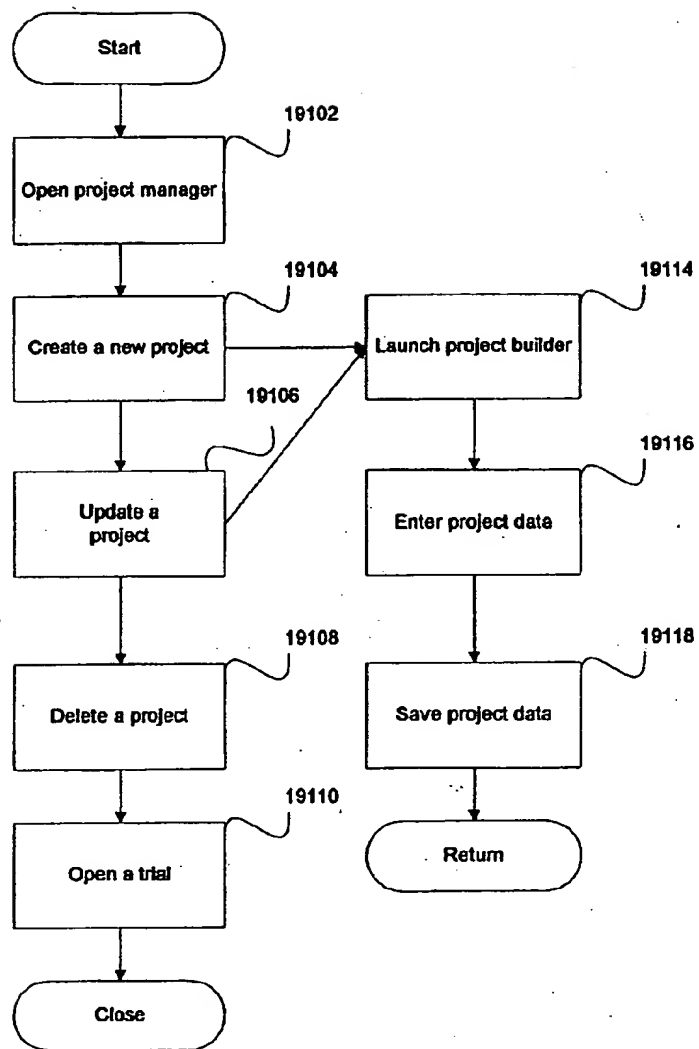 Start
19102
Open project manager
19104
Create a new project
19106
Update a
project
19108
Delete a project
19110
Open a trial
Close
19114
Launch project builder
19116
Enter project data
19118
Save project data
Return